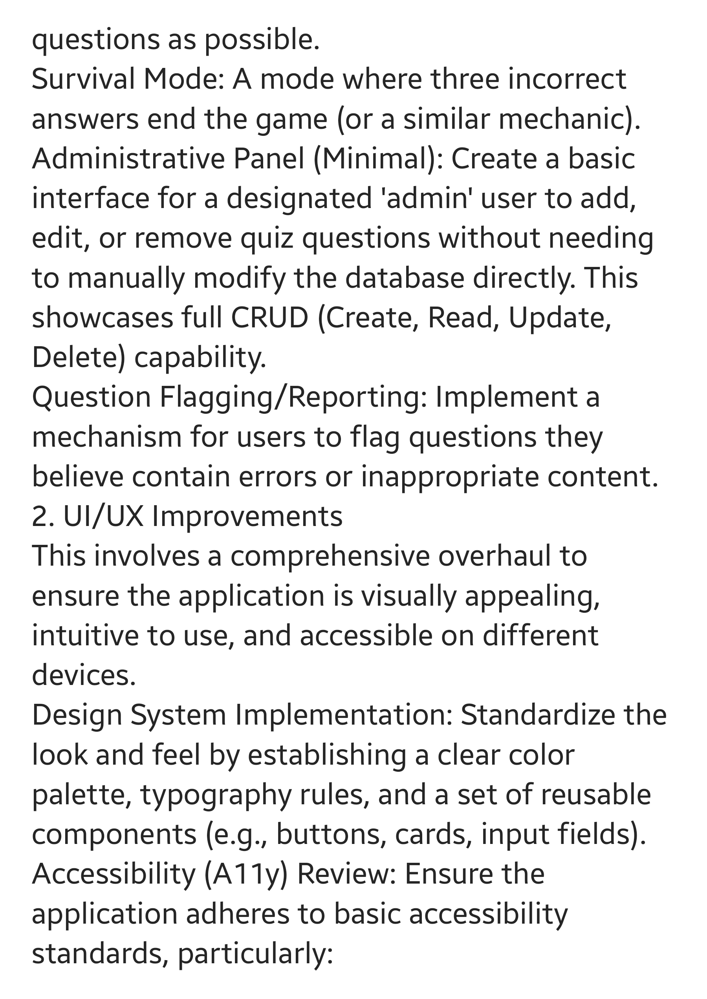 questions as possible.
Survival Mode: A mode where three incorrect
answers end the game (or a similar mechanic).
Administrative Panel (Minimal): Create a basic
interface for a designated 'admin' user to add,
edit, or remove quiz questions without needing
to manually modify the database directly. This
showcases full CRUD (Create, Read, Update,
Delete) capability.
Question Flagging/Reporting: Implement a
mechanism for users to flag questions they
believe contain errors or inappropriate content.
2. UI/UX Improvements
This involves a comprehensive overhaul to
ensure the application is visually appealing,
intuitive to use, and accessible on different
devices.
Design System Implementation: Standardize the
look and feel by establishing a clear color
palette, typography rules, and a set of reusable
components (e.g., buttons, cards, input fields).
Accessibility (A11y) Review: Ensure the
application adheres to basic accessibility
standards, particularly: